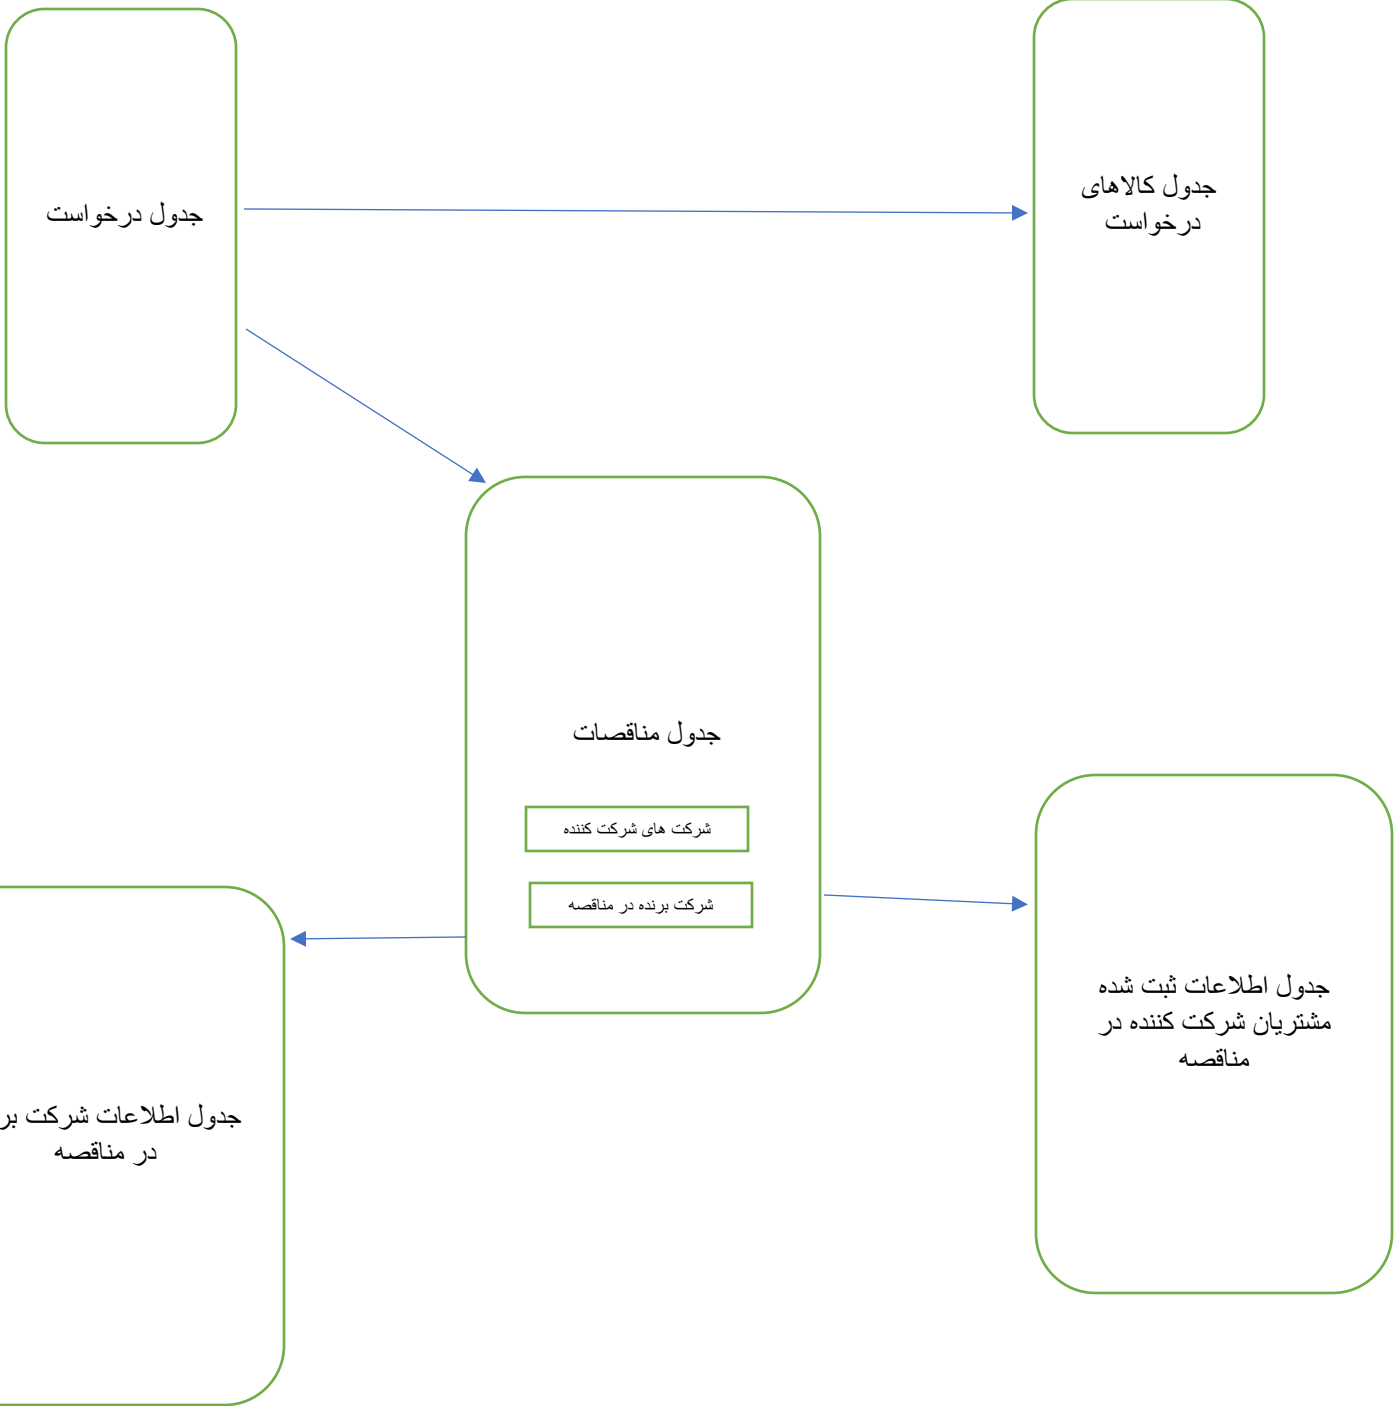 جدول درخواست
جدول کالاهای
درخواست
جدول مناقصات
شرکت های شرکت کننده
شرکت برنده در مناقصه
جدول اطلاعات ثبت شده
مشتریان شرکت کننده در
مناقصه
جدول اطلاعات شرکت
در مناقصه